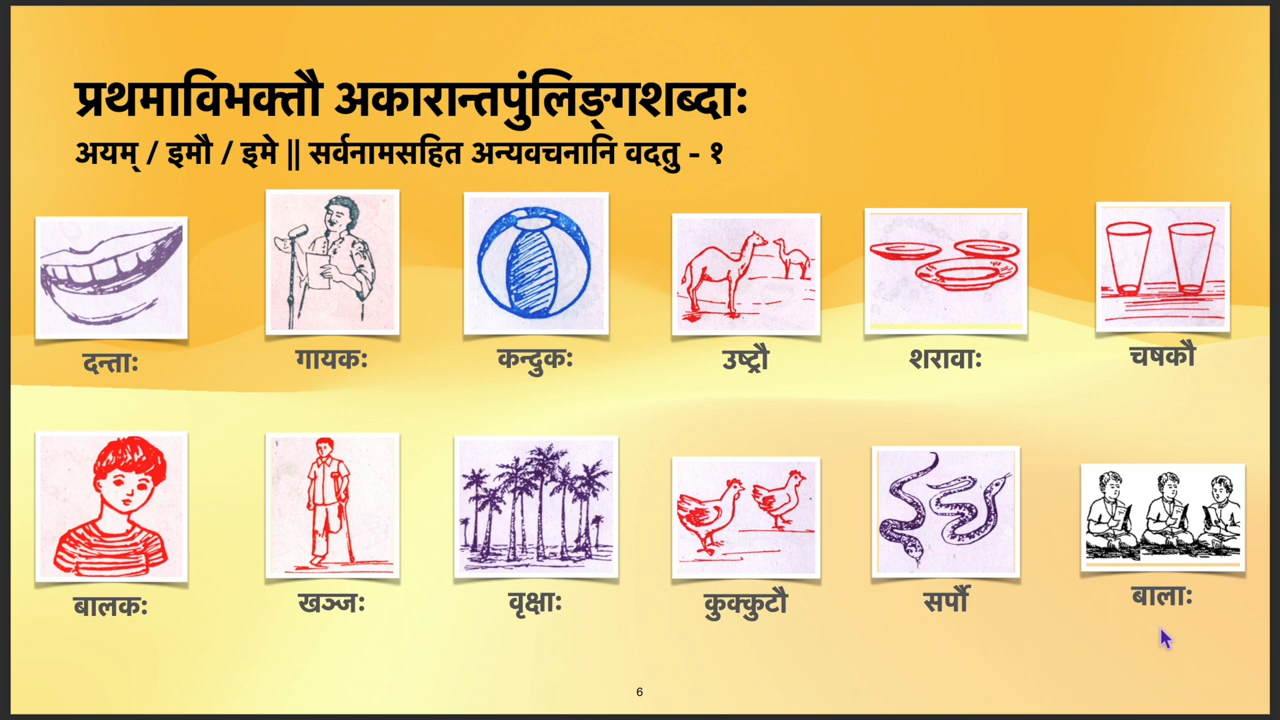 प्रथमाविभक्तौ अकारान्तपुंलिङ्गशब्दाः
अयम् / इमौ / इमे || सर्वनामसहित अन्यवचनानि वदतु - १
दन्ताः
गायकः
कन्दुकः
उष्ट्रौ
शरावाः
चषकौ
बालकः
खञ्जः
वृक्षाः
कुक्कुटौ
सर्पौ
बालाः
6